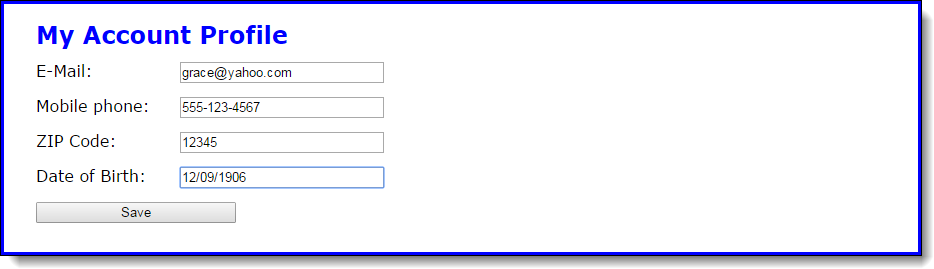 My Account Profile
E-Mail: grace@yahoo.com
Mobile phone: 555-123-4567
ZIP Code: 12345
Date of Birth: 12/09/1906
Save